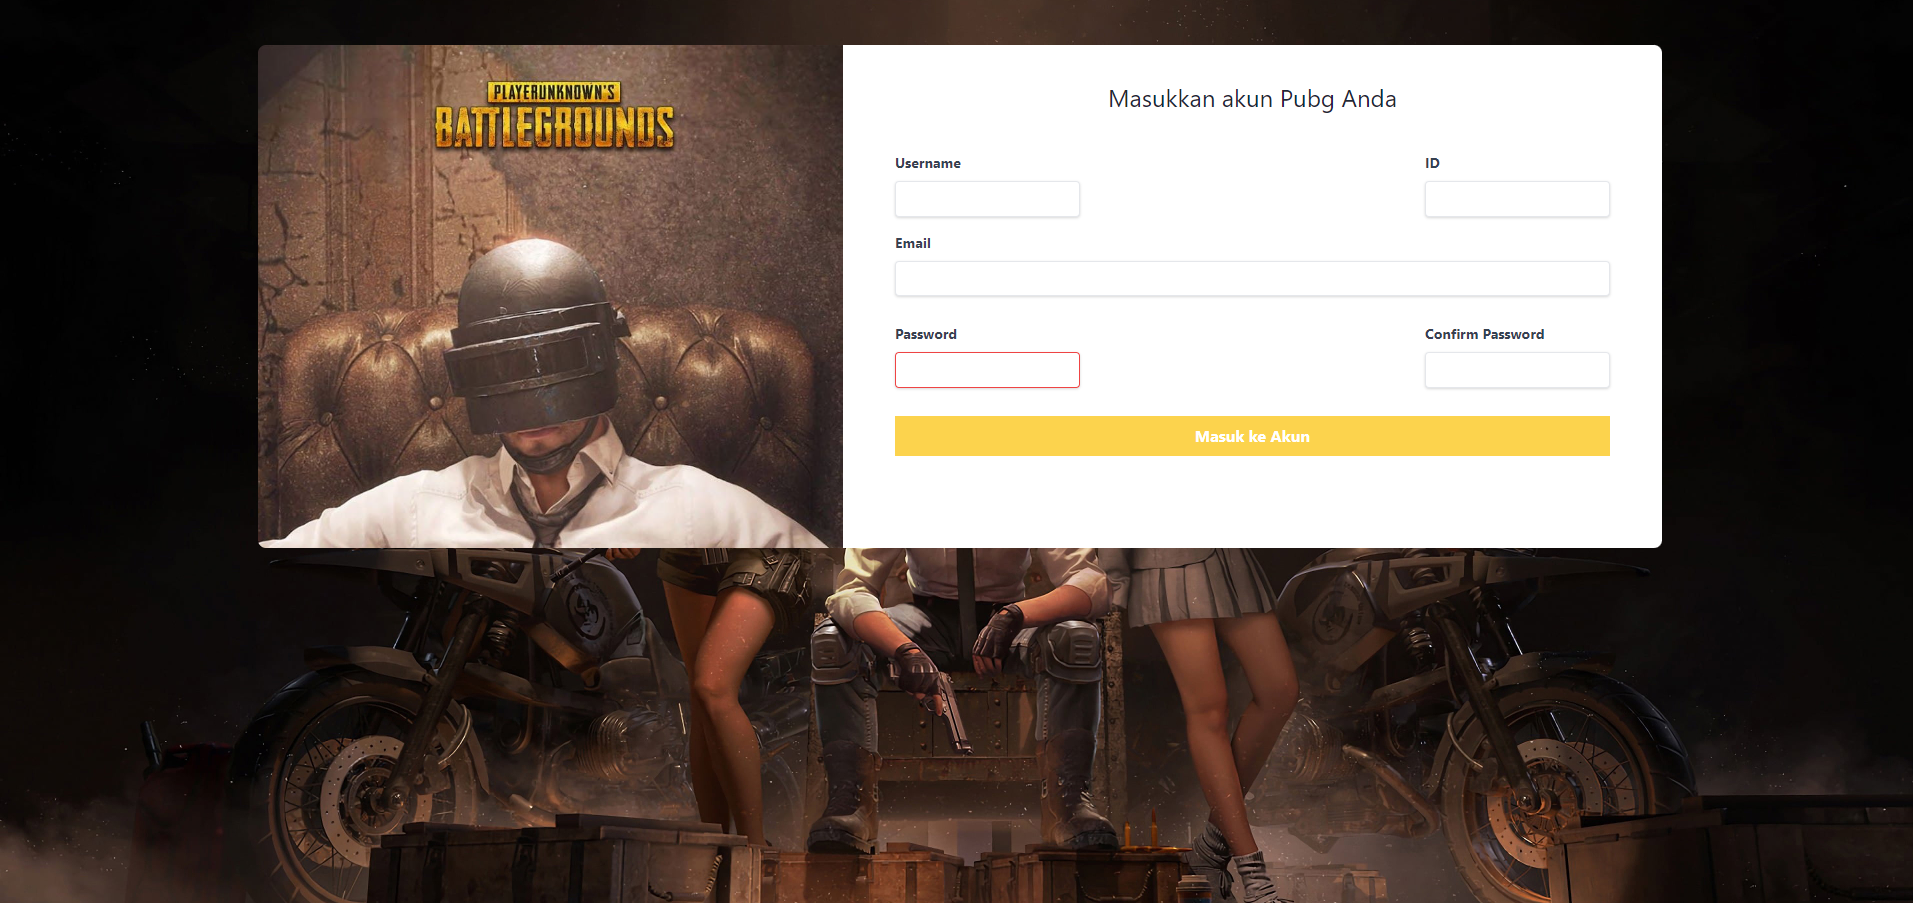 PLAYERUNKNOWN'S
BATTLEGROUNDS
Masukkan akun Pubg Anda
Username
ID
Email
Password
Confirm Password
Masuk ke Akun